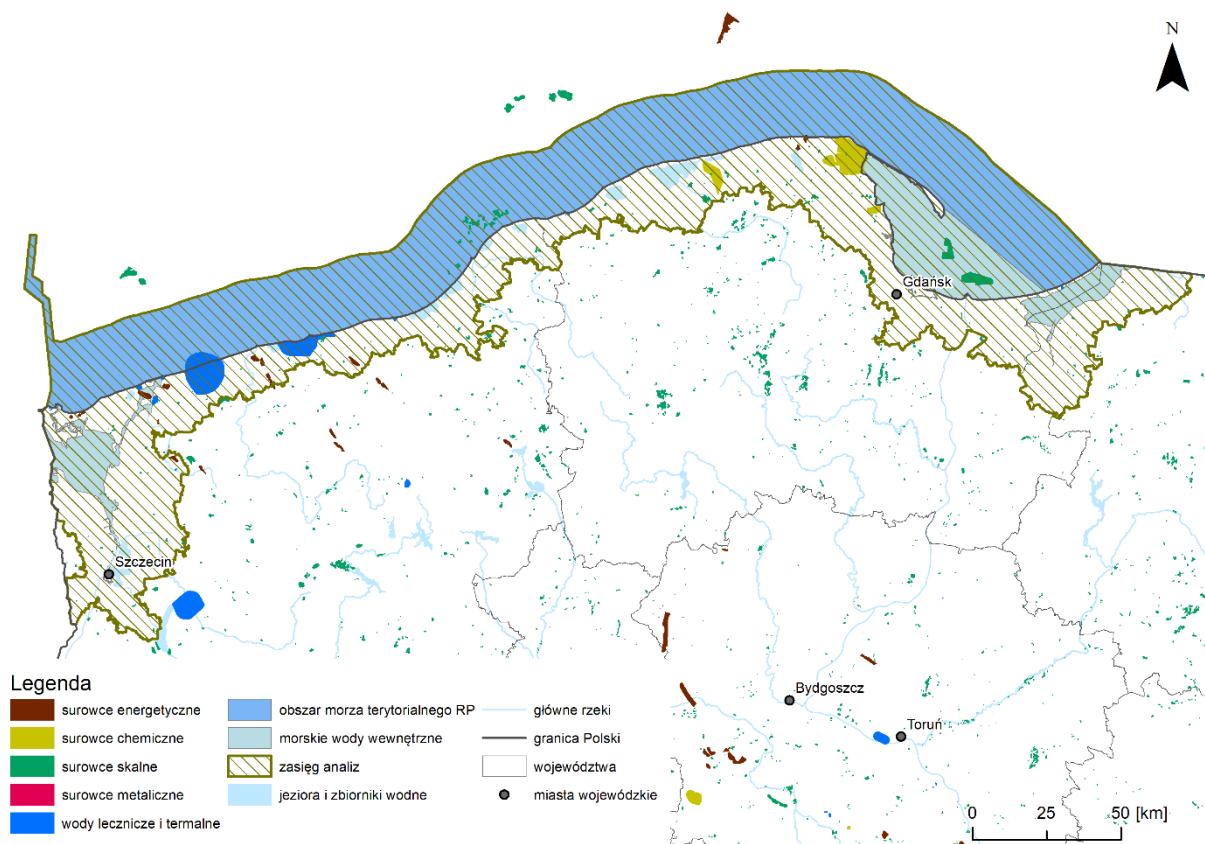 N
Gdańsk
Szczecin
Bydgoszcz
Toruń
Legenda
surowce energetyczne
surowce chemiczne
surowce skalne
surowce metaliczne
wody lecznicze i termalne
obszar morza terytorialnego RP
morskie wody wewnętrzne
zasięg analiz
jeziora i zbiorniki wodne
główne rzeki
granica Polski
województwa
miasta wojewódzkie
0 25 50 [km]